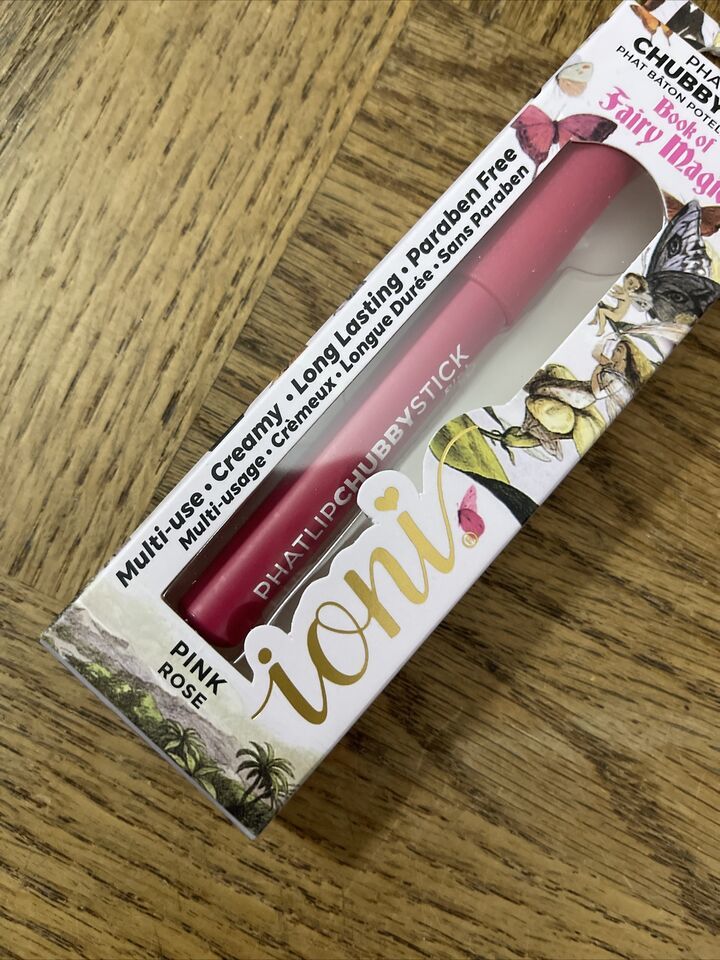 PHA
CHUBBY
PHAT BÂTON POTEL
Book of
Fairy Magic
Multi-use • Creamy • Long Lasting • Paraben Free
Multi-usage • Crémeux • Longue Durée • Sans Paraben
PHATLIPCHUBBYSTICK
ioni®
PINK
ROSE